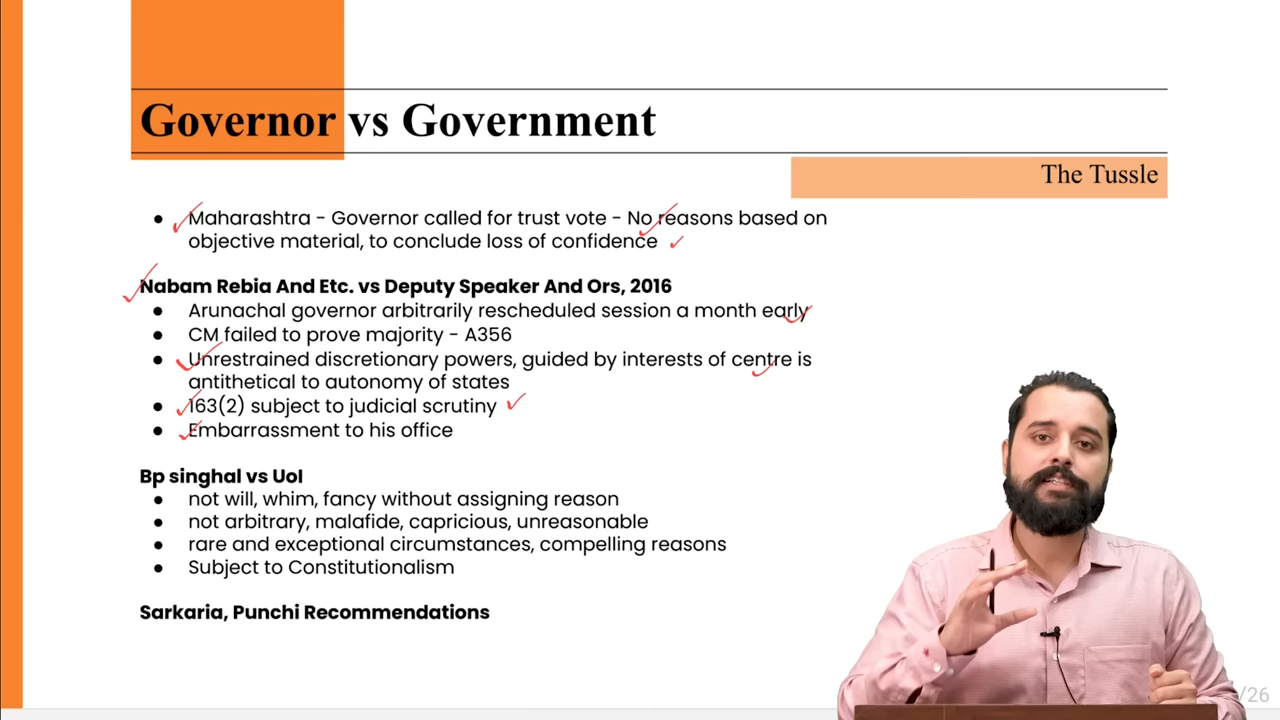 Governor vs Government
The Tussle
● Maharashtra - Governor called for trust vote - No reasons based on
objective material, to conclude loss of confidence
Nabam Rebia And Etc. vs Deputy Speaker And Ors, 2016
● Arunachal governor arbitrarily rescheduled session a month early
● CM failed to prove majority - A356
● Unrestrained discretionary powers, guided by interests of centre is
antithetical to autonomy of states
● 163(2) subject to judicial scrutiny
● Embarrassment to his office
Bp singhal vs UoI
● not will, whim, fancy without assigning reason
● not arbitrary, malafide, capricious, unreasonable
● rare and exceptional circumstances, compelling reasons
● Subject to Constitutionalism
Sarkaria, Punchi Recommendations
/26